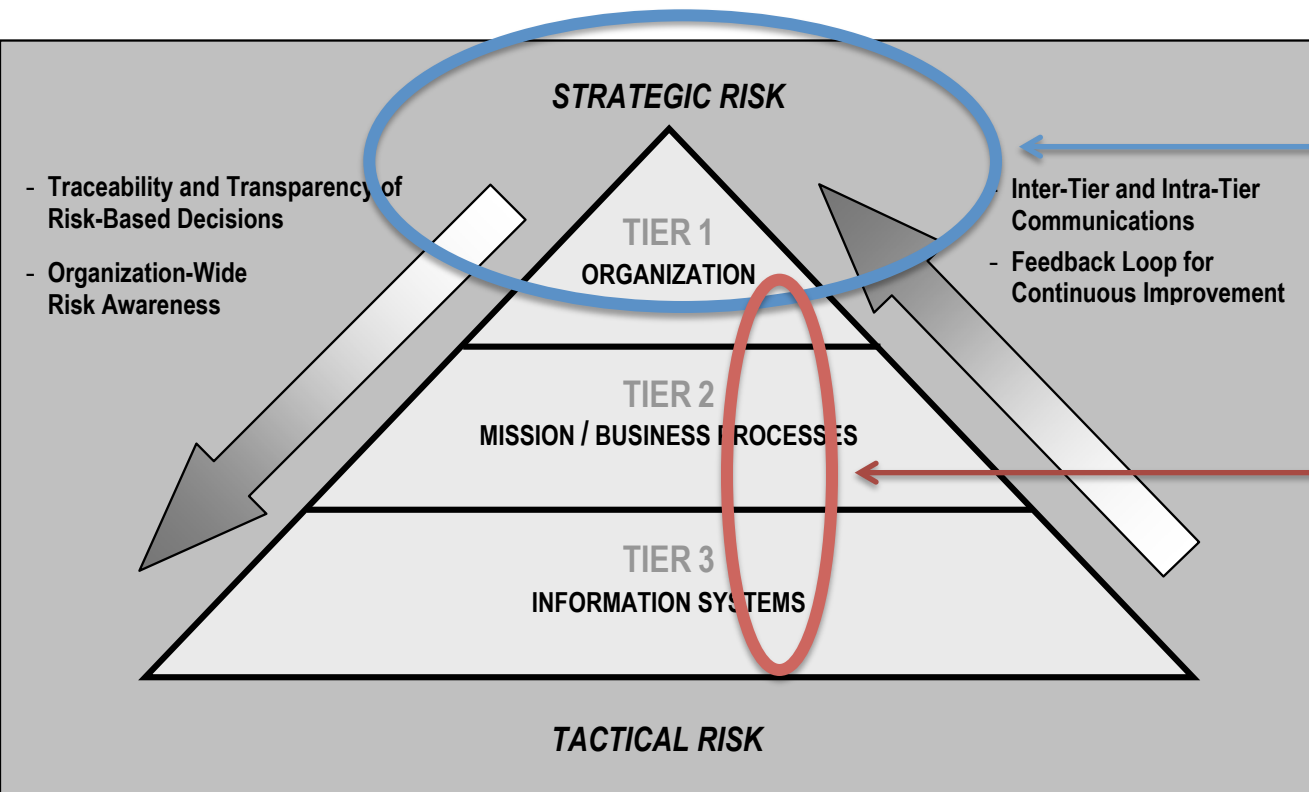 STRATEGIC RISK
- Traceability and Transparency of
Risk-Based Decisions
- Organization-Wide
Risk Awareness
- Inter-Tier and Intra-Tier
Communications
- Feedback Loop for
Continuous Improvement
TIER 1
ORGANIZATION
TIER 2
MISSION / BUSINESS PROCESSES
TIER 3
INFORMATION SYSTEMS
TACTICAL RISK